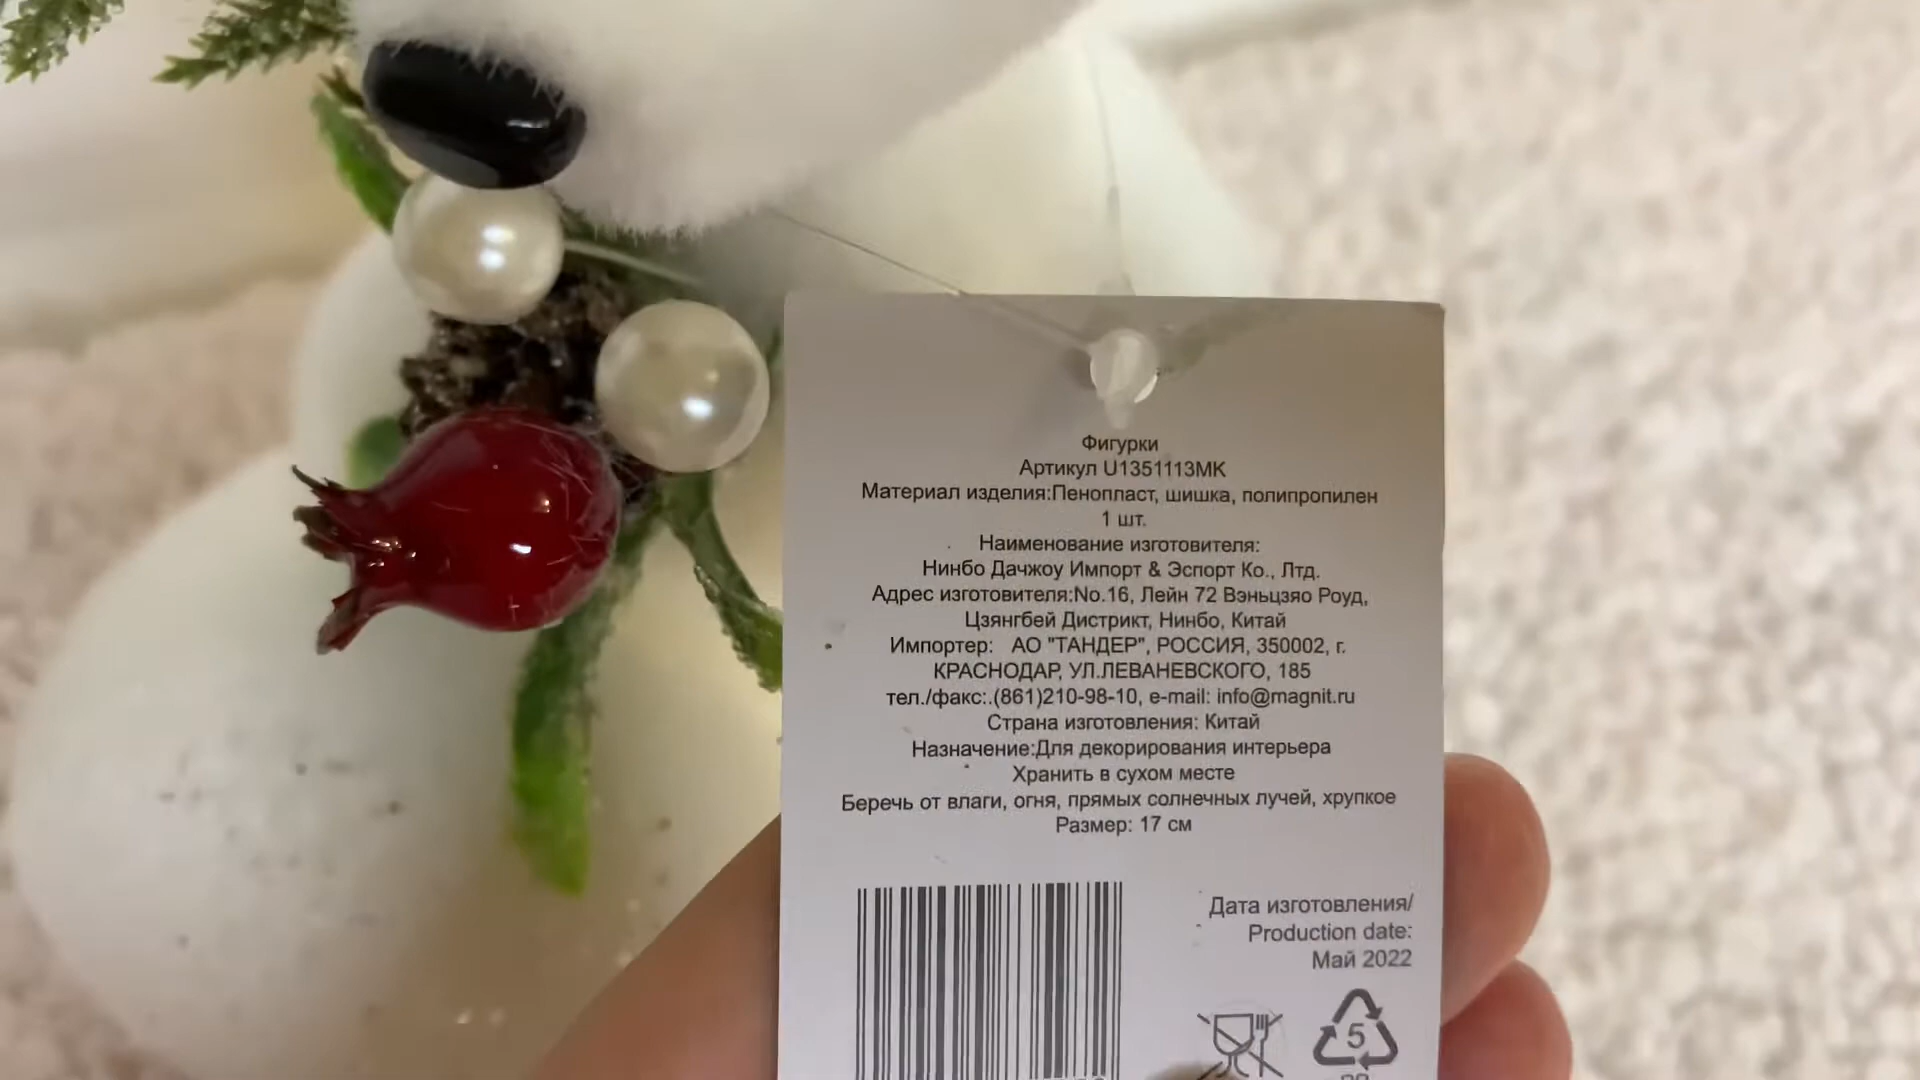 Фигурки
Артикул U1351113MK
Материал изделия:Пенопласт, шишка, полипропилен
1 шт.
Наименование изготовителя:
Нинбо Дачжоу Импорт & Эспорт Ко., Лтд.
Адрес изготовителя:No.16, Лейн 72 Вэньцзяо Роуд,
Цзянгбей Дистрикт, Нинбо, Китай
Импортер: АО "ТАНДЕР", РОССИЯ, 350002, г.
КРАСНОДАР, УЛ.ЛЕВАНЕВСКОГО, 185
тел./факс:.(861)210-98-10, e-mail: info@magnit.ru
Страна изготовления: Китай
Назначение:Для декорирования интерьера
Хранить в сухом месте
Беречь от влаги, огня, прямых солнечных лучей, хрупкое
Размер: 17 см
Дата изготовления/
Production date:
Май 2022
5